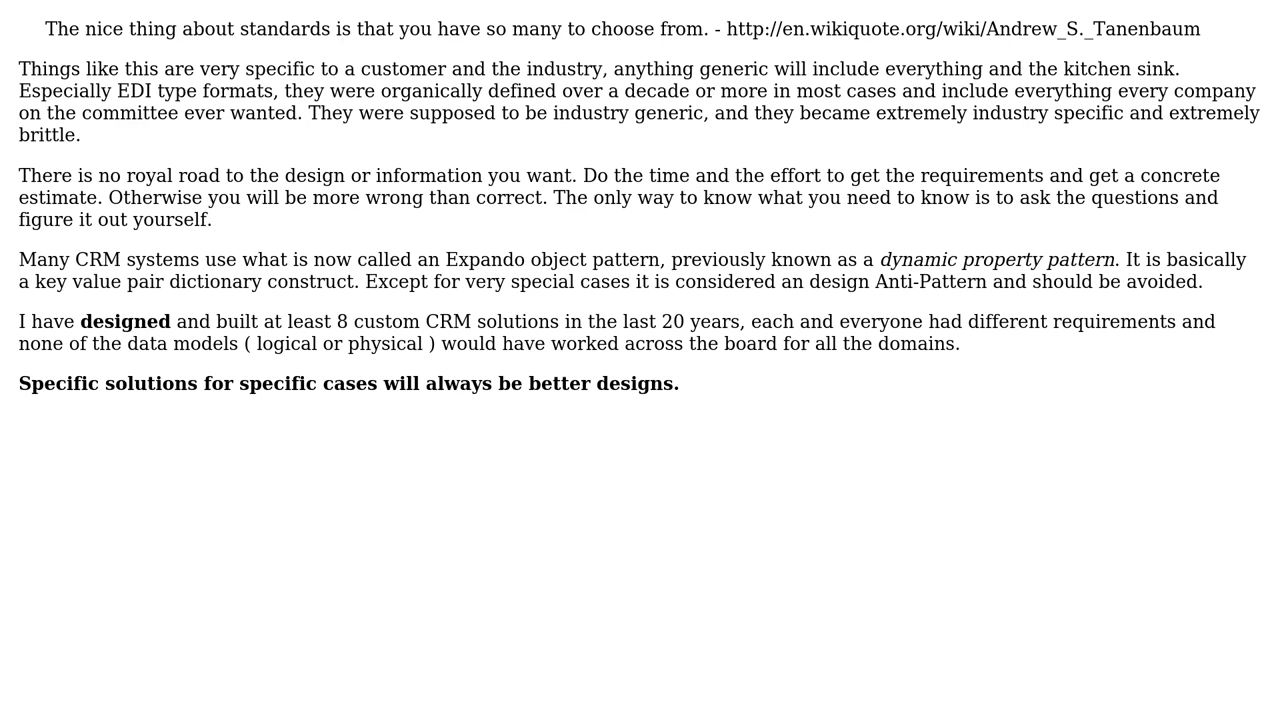 The nice thing about standards is that you have so many to choose from. - http://en.wikiquote.org/wiki/Andrew_S._Tanenbaum
Things like this are very specific to a customer and the industry, anything generic will include everything and the kitchen sink.
Especially EDI type formats, they were organically defined over a decade or more in most cases and include everything every company
on the committee ever wanted. They were supposed to be industry generic, and they became extremely industry specific and extremely
brittle.
There is no royal road to the design or information you want. Do the time and the effort to get the requirements and get a concrete
estimate. Otherwise you will be more wrong than correct. The only way to know what you need to know is to ask the questions and
figure it out yourself.
Many CRM systems use what is now called an Expando object pattern, previously known as a dynamic property pattern. It is basically
a key value pair dictionary construct. Except for very special cases it is considered an design Anti-Pattern and should be avoided.
I have designed and built at least 8 custom CRM solutions in the last 20 years, each and everyone had different requirements and
none of the data models ( logical or physical ) would have worked across the board for all the domains.
Specific solutions for specific cases will always be better designs.